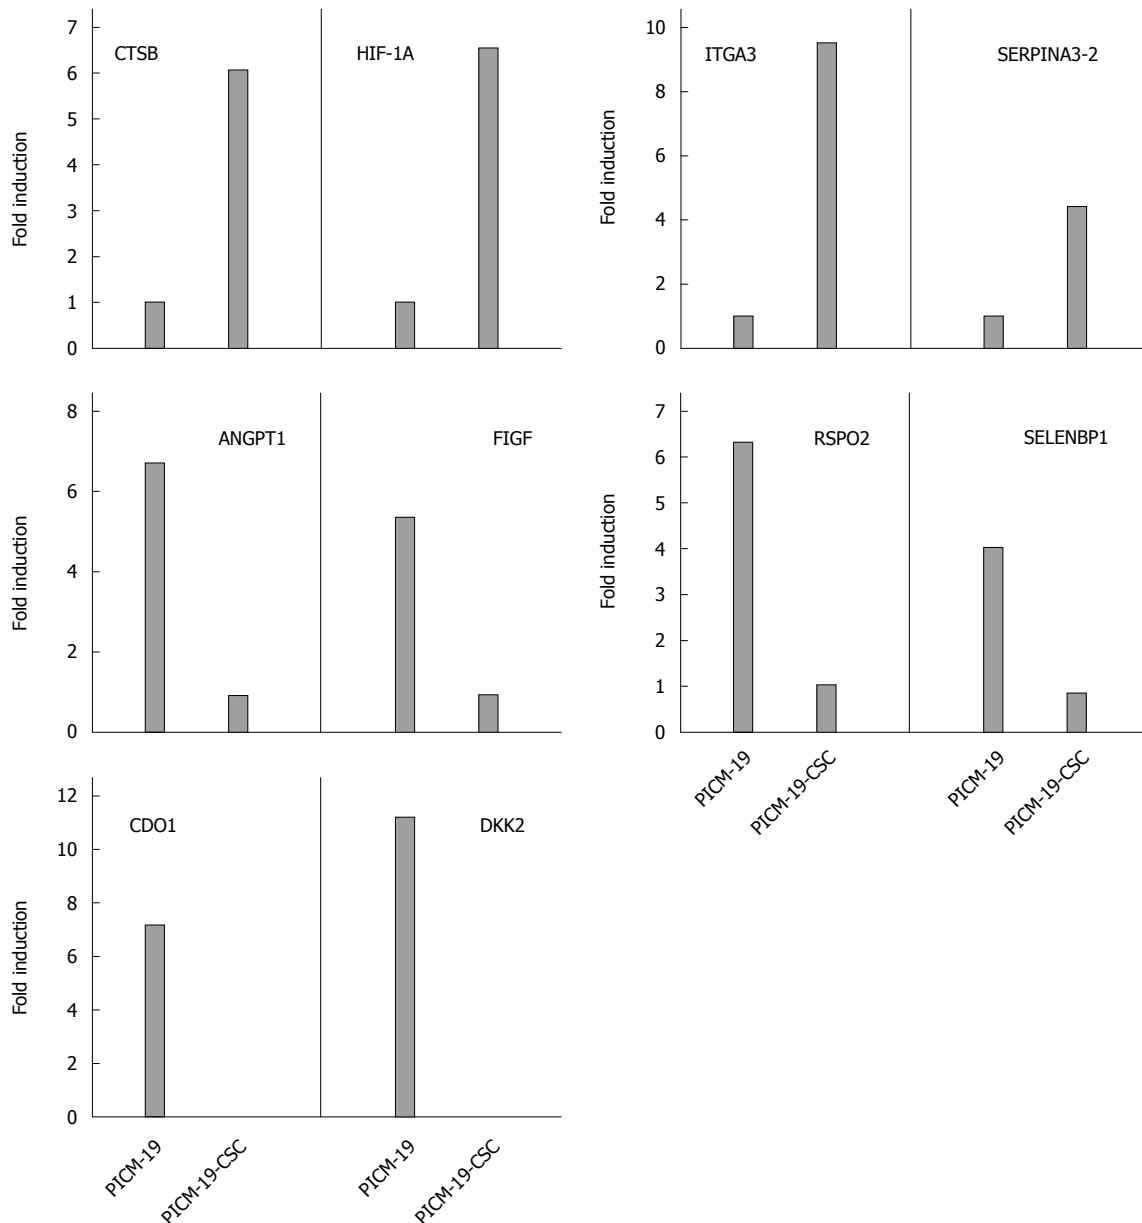 Fold induction
7
6
5
4
3
2
1
0
CTSB
HIF-1A
Fold induction
10
8
6
4
2
0
ITGA3
SERPINA3-2
Fold induction
8
6
4
2
0
ANGPT1
FIGF
Fold induction
7
6
5
4
3
2
1
0
RSPO2
SELENBP1
PICM-19
PICM-19-CSC
PICM-19
PICM-19-CSC
Fold induction
12
10
8
6
4
2
0
CDO1
DKK2
PICM-19
PICM-19-CSC
PICM-19
PICM-19-CSC